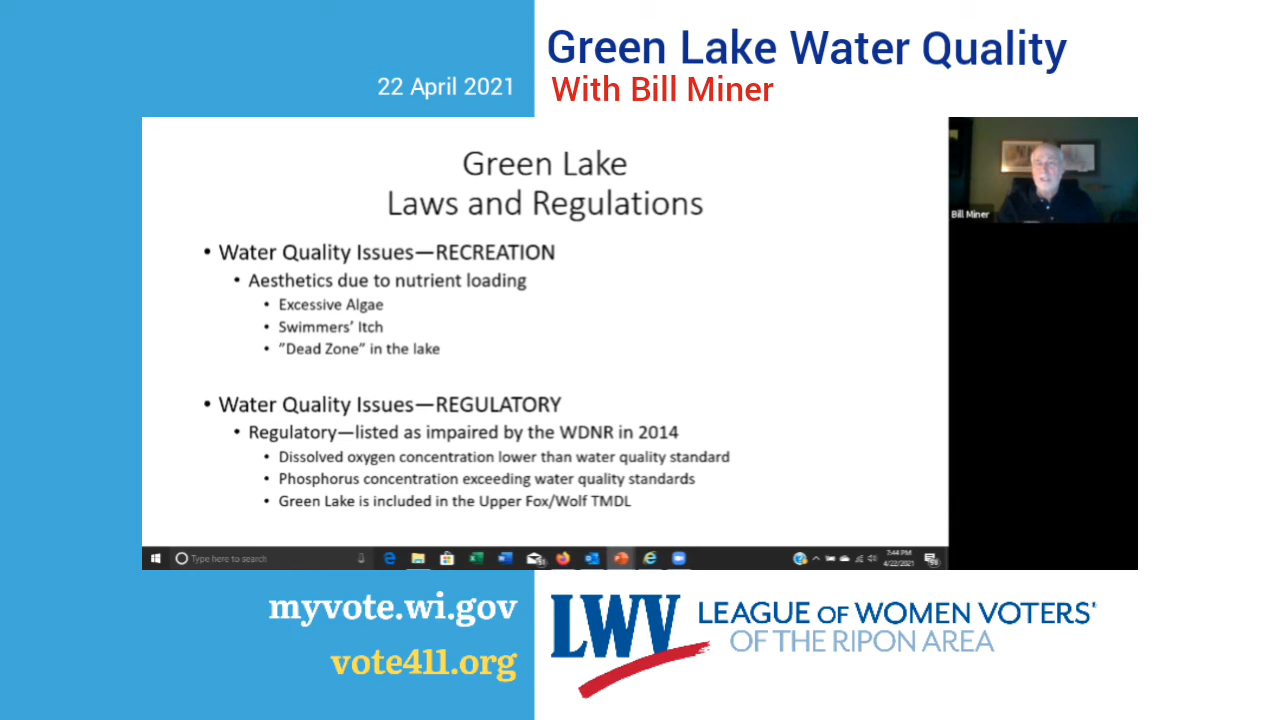 22 April 2021
Green Lake Water Quality
With Bill Miner
Green Lake
Laws and Regulations
• Water Quality Issues—RECREATION
• Aesthetics due to nutrient loading
• Excessive Algae
• Swimmers' Itch
• "Dead Zone" in the lake
• Water Quality Issues—REGULATORY
• Regulatory—listed as impaired by the WDNR in 2014
• Dissolved oxygen concentration lower than water quality standard
• Phosphorus concentration exceeding water quality standards
• Green Lake is included in the Upper Fox/Wolf TMDL
Bill Miner
Type here to search
7:44 PM
4/22/2021
myvote.wi.gov
vote411.org
LWV
LEAGUE OF WOMEN VOTERS'
OF THE RIPON AREA